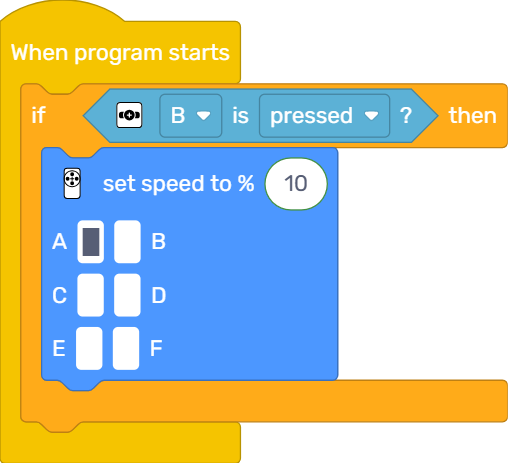 When program starts
if B is pressed ? then
set speed to % 10
A B
C D
E F